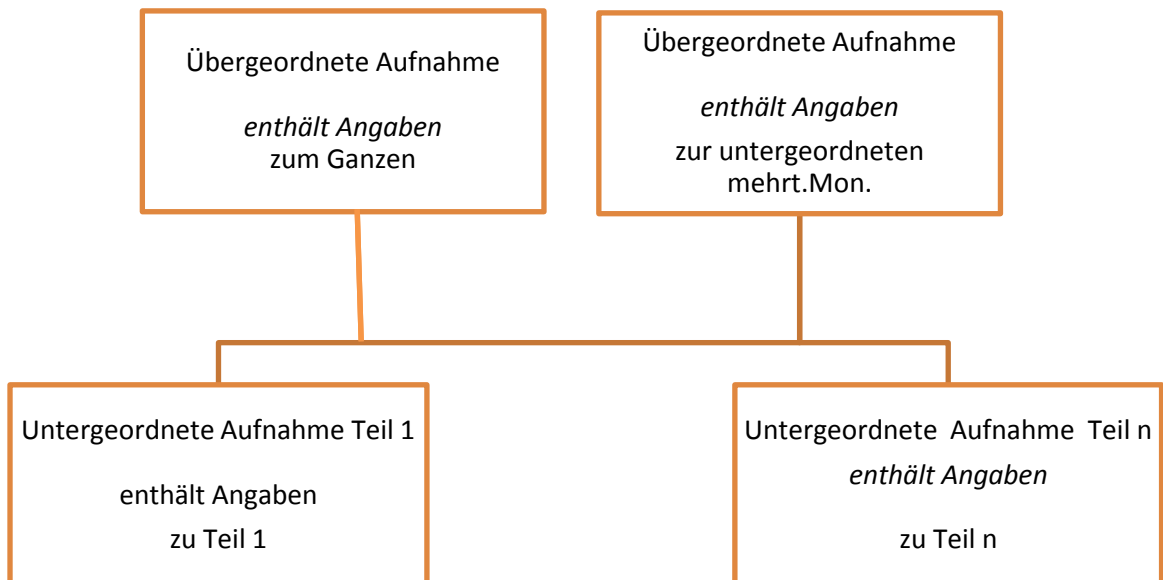 Übergeordnete Aufnahme
enthält Angaben
zum Ganzen
Übergeordnete Aufnahme
enthält Angaben
zur untergeordneten
mehrt.Mon.
Untergeordnete Aufnahme Teil 1
enthält Angaben
zu Teil 1
Untergeordnete Aufnahme Teil n
enthält Angaben
zu Teil n